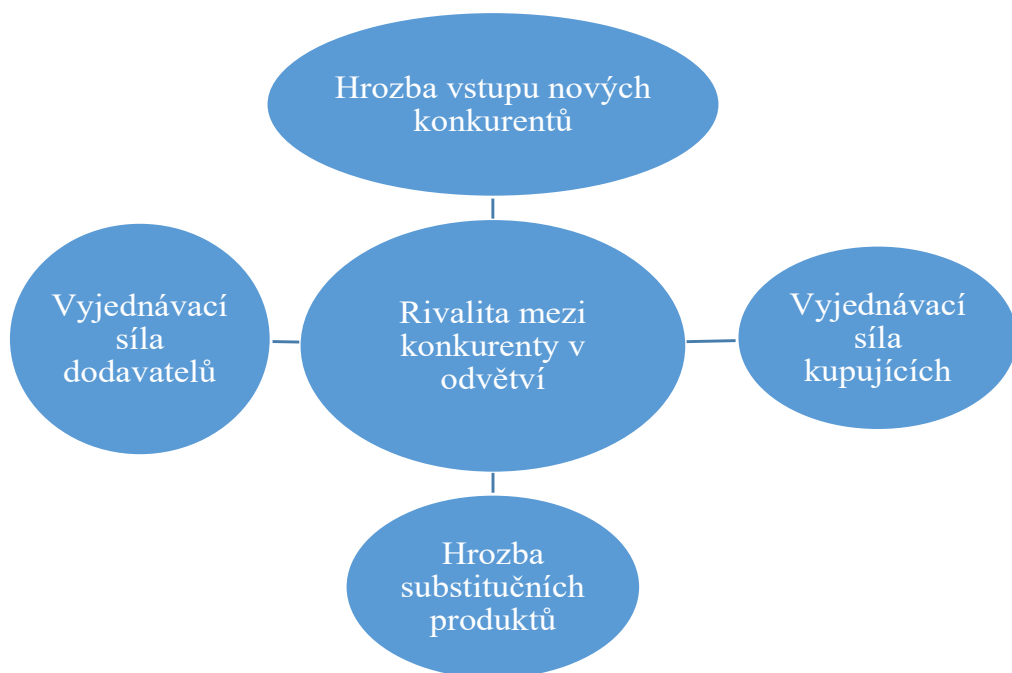 Hrozba vstupu nových
konkurentů
Vyjednávací
síla
dodavatelů
Rivalita mezi
konkurenty v
odvětví
Vyjednávací
síla
kupujících
Hrozba
substitučních
produktů